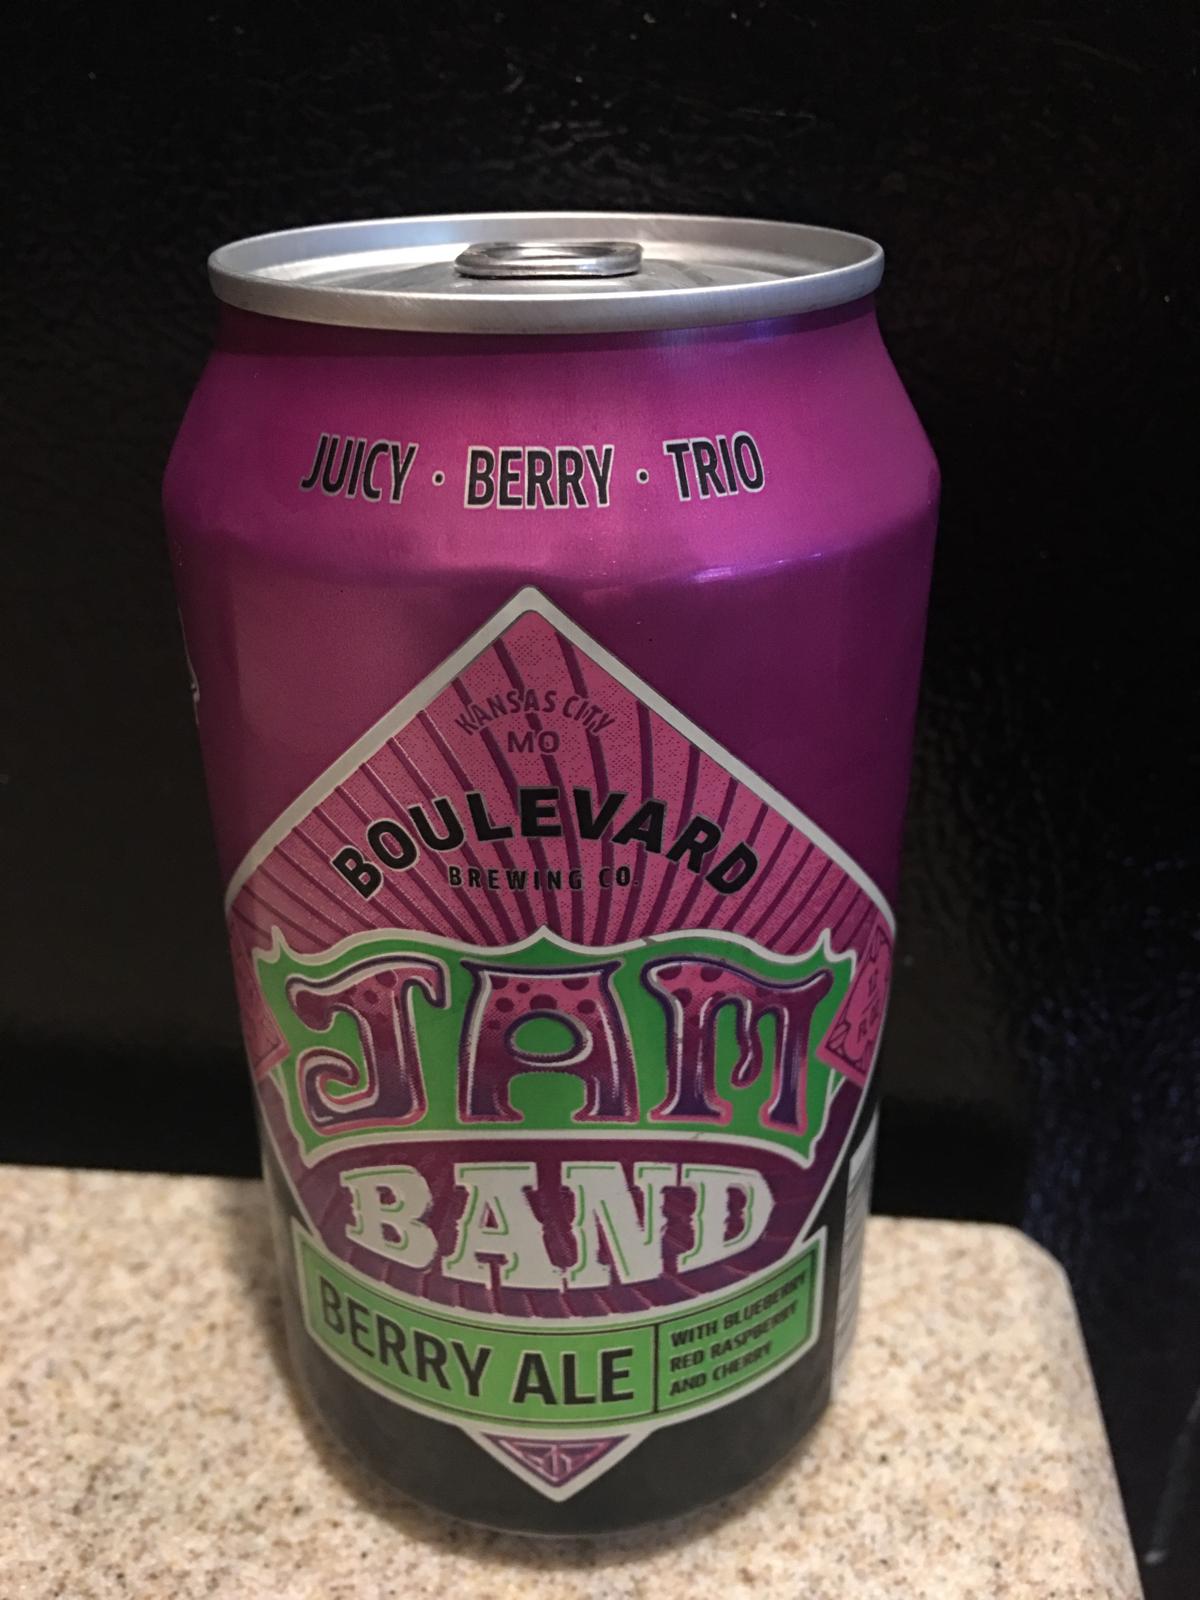 JUICY · BERRY · TRIO
KANSAS CITY
MO
BOULEVARD
BREWING CO.
JAM
BAND
BERRY ALE
WITH BLUEBERRY
RED RASPBERRY
AND CHERRY